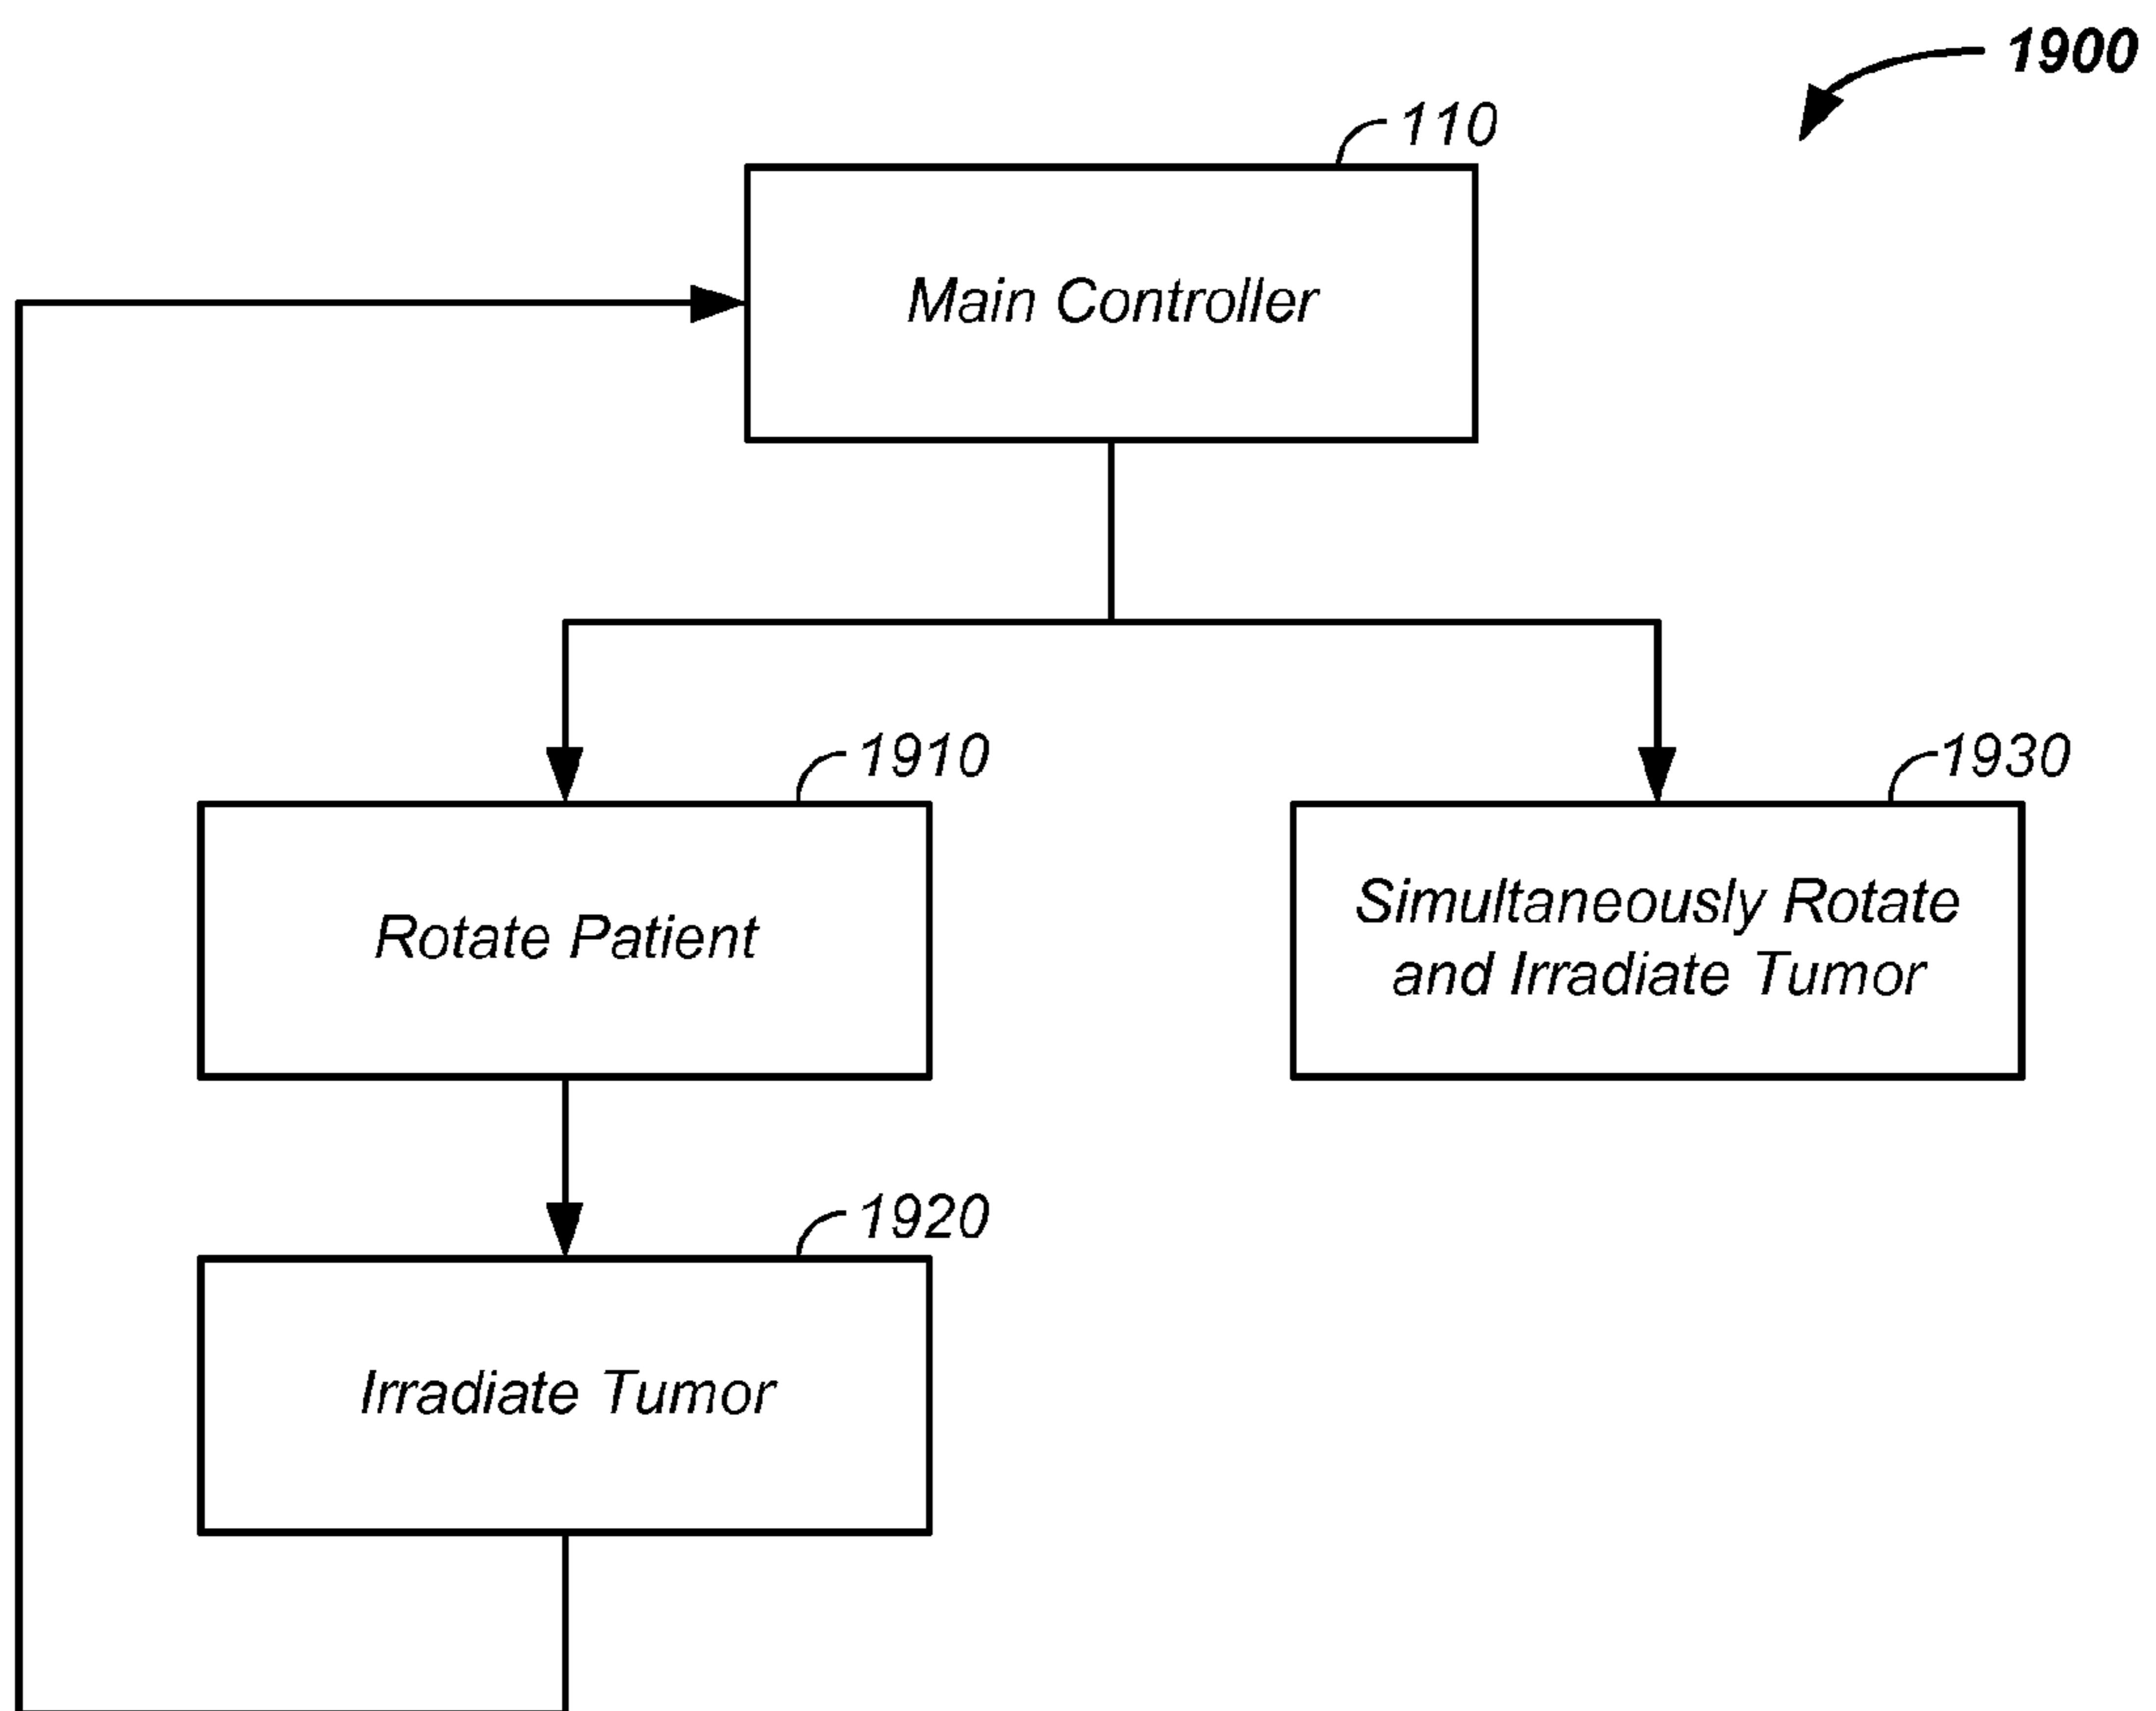 1900
110
Main Controller
1910
Rotate Patient
1930
Simultaneously Rotate
and Irradiate Tumor
1920
Irradiate Tumor